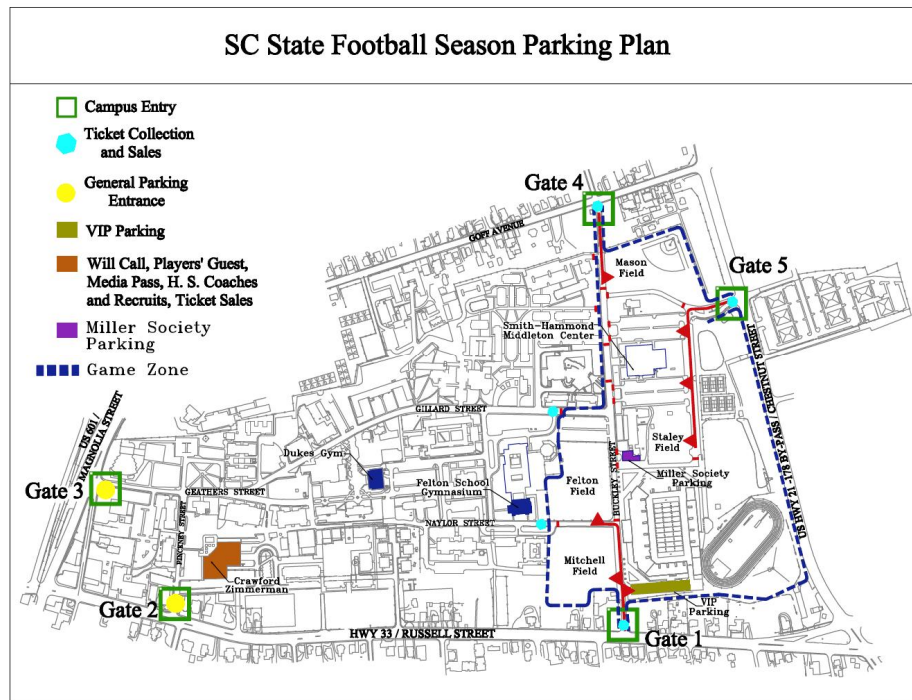 SC State Football Season Parking Plan
Campus Entry
Ticket Collection
and Sales
General Parking
Entrance
VIP Parking
Will Call, Players' Guest,
Media Pass, H. S. Coaches
and Recruits, Ticket Sales
Miller Society
Parking
Game Zone
Gate 4
GOFF AVENUE
Mason
Field
Gate 5
Smith-Hammond
Middleton Center
US HWY 21 -178 BY-PASS / CHESTNUT STREET
US 601 /
MAGNOLIA STREET
GILLARD STREET
Dukes Gym
Staley
Field
Gate 3
GEATHERS STREET
Felton School
Gymnasium
Felton
Field
BUCKLEY STREET
Miller Society
Parking
PINCKNEY STREET
NAYLOR STREET
Crawford
Zimmerman
Mitchell
Field
VIP
Parking
Gate 2
HWY 33 / RUSSELL STREET
Gate 1